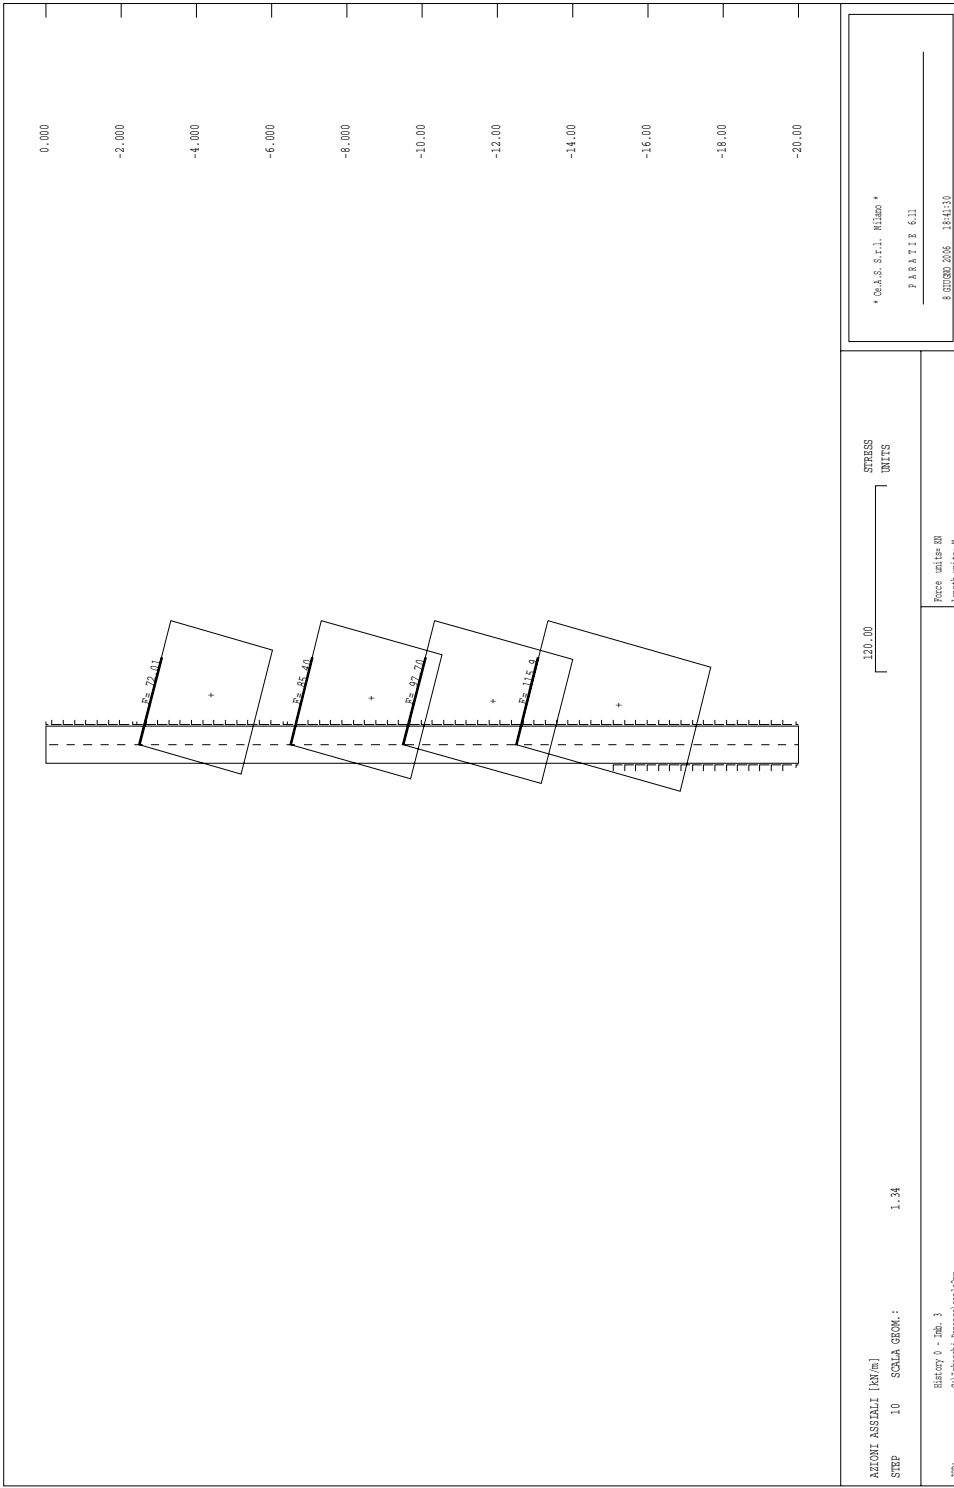 0.000
-2.000
-4.000
-6.000
-8.000
-10.00
-12.00
-14.00
-16.00
-18.00
-20.00
F= 72.01
F= 85.40
F= 97.70
F= 115.9
* Ce.A.S. S.r.l. Milano *
P A R A T I E 6.11
8 GIUGNO 2006 18:41:30
120.00
STRESS
UNITS
Force units= KN
AZIONI ASSIALI [kN/m]
STEP 10 SCALA GEOM.: 1.34
History 0 - Imb. 3